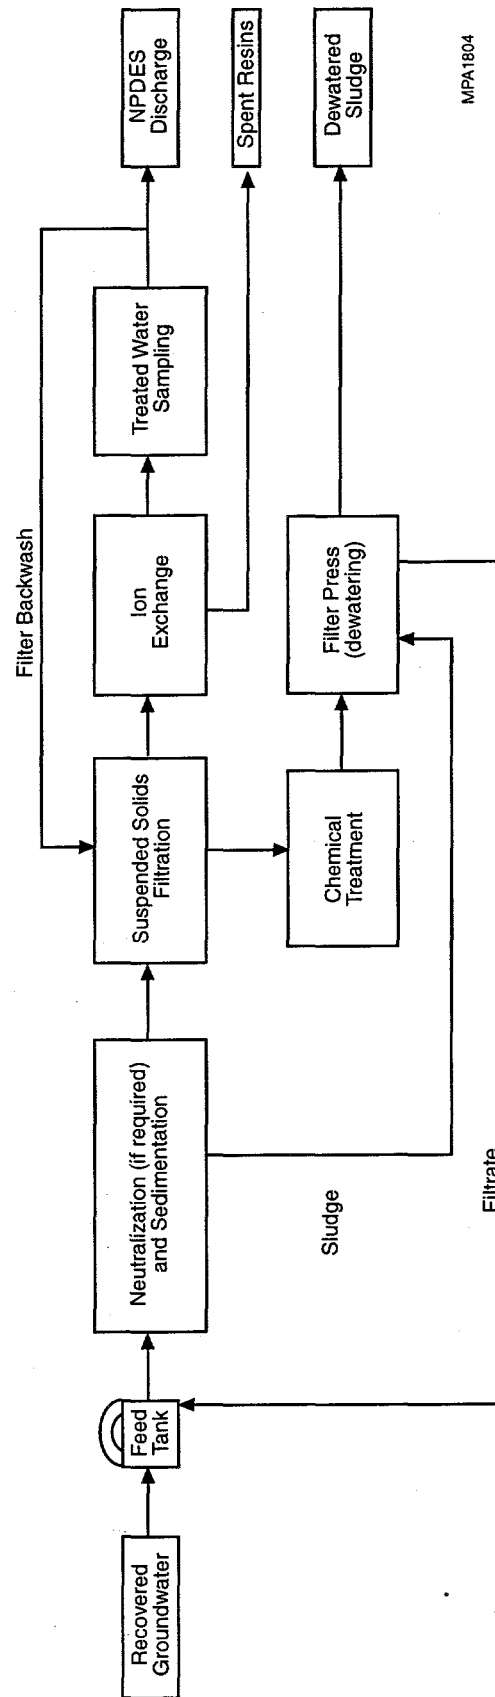 Recovered
Groundwater
Feed
Tank
Neutralization (if required)
and Sedimentation
Suspended Solids
Filtration
Ion
Exchange
Treated Water
Sampling
NPDES
Discharge
Filter Backwash
Spent Resins
Chemical
Treatment
Filter Press
(dewatering)
Dewatered
Sludge
Sludge
Filtrate
MPA1804